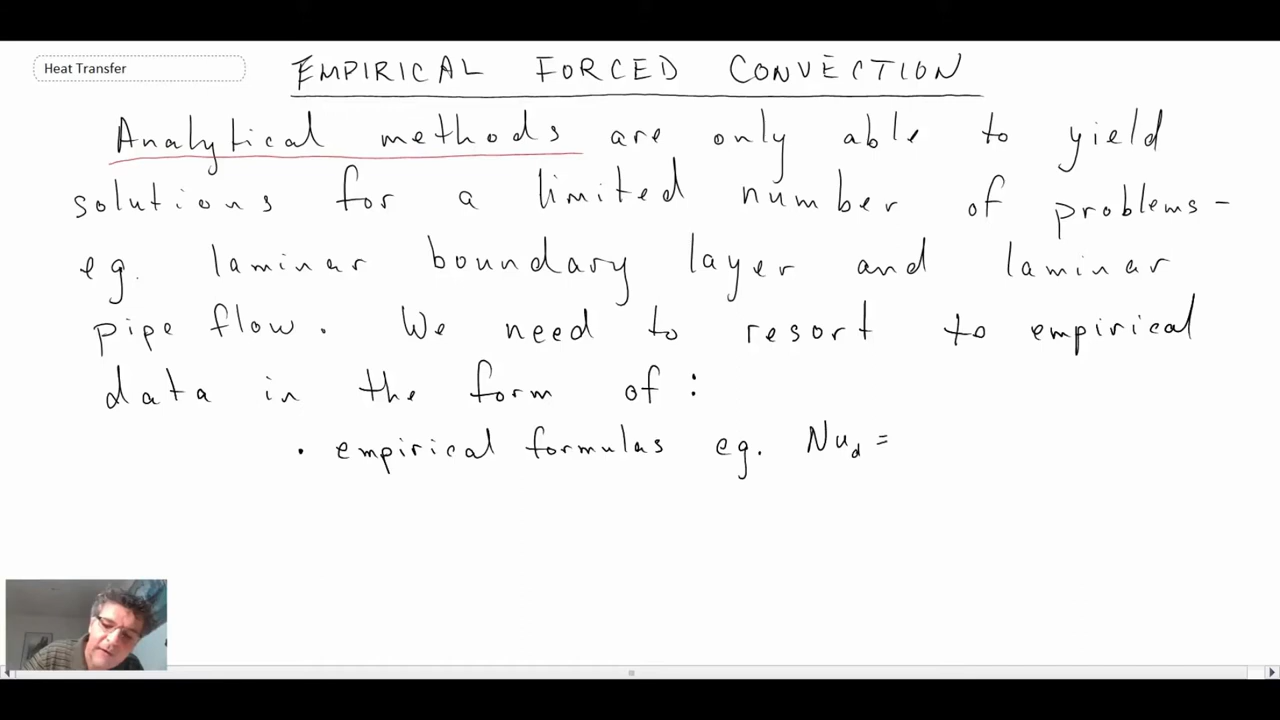 Heat Transfer
EMPIRICAL FORCED CONVECTION
Analytical methods are only able to yield
solutions for a limited number of problems -
eg. laminar boundary layer and laminar
pipe flow. We need to resort to empirical
data in the form of :
• empirical formulas eg. Nu_d =